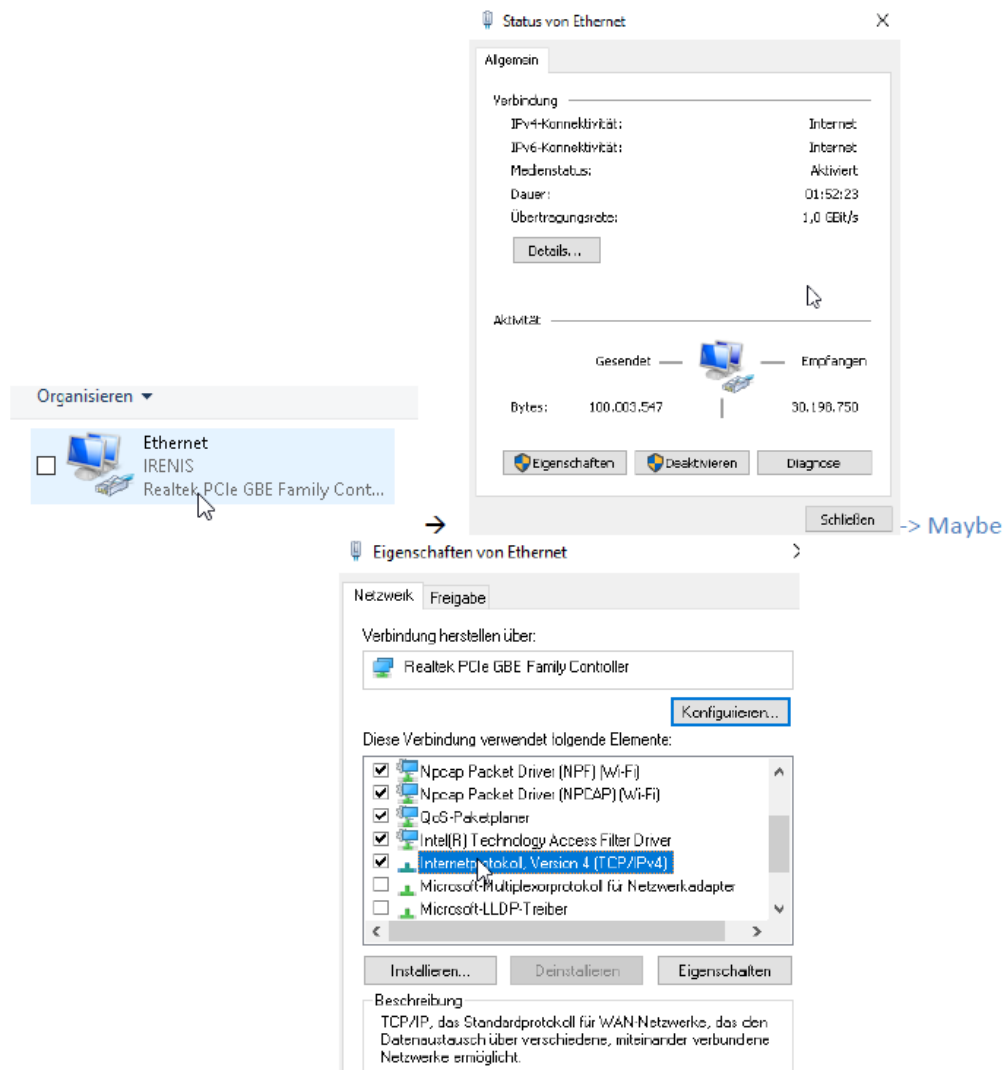 Status von Ethernet
Allgemein
Verbindung
IPv4-Konnektivität: Internet
IPv6-Konnektivität: Internet
Medienstatus: Aktiviert
Dauer: 01:52:23
Übertragungsrate: 1,0 GBit/s
Details...
Aktivität
Gesendet — — Empfangen
Bytes: 100.003.547 30.198.750
Eigenschaften Deaktivieren Diagnose
Schließen
Organisieren
Ethernet
IRENIS
Realtek PCIe GBE Family Cont...
→ -> Maybe
Eigenschaften von Ethernet
Netzwerk Freigabe
Verbindung herstellen über:
Realtek PCIe GBE Family Controller
Konfigurieren...
Diese Verbindung verwendet folgende Elemente:
Npcap Packet Driver (NPF) (Wi-Fi)
Npcap Packet Driver (NPCAP) (Wi-Fi)
QoS-Paketplaner
Intel(R) Technology Access Filter Driver
Internetprotokoll, Version 4 (TCP/IPv4)
Microsoft-Multiplexorprotokoll für Netzwerkadapter
Microsoft-LLDP-Treiber
Installieren... Deinstallieren Eigenschaften
Beschreibung
TCP/IP, das Standardprotokoll für WAN-Netzwerke, das den
Datenaustausch über verschiedene, miteinander verbundene
Netzwerke ermöglicht.